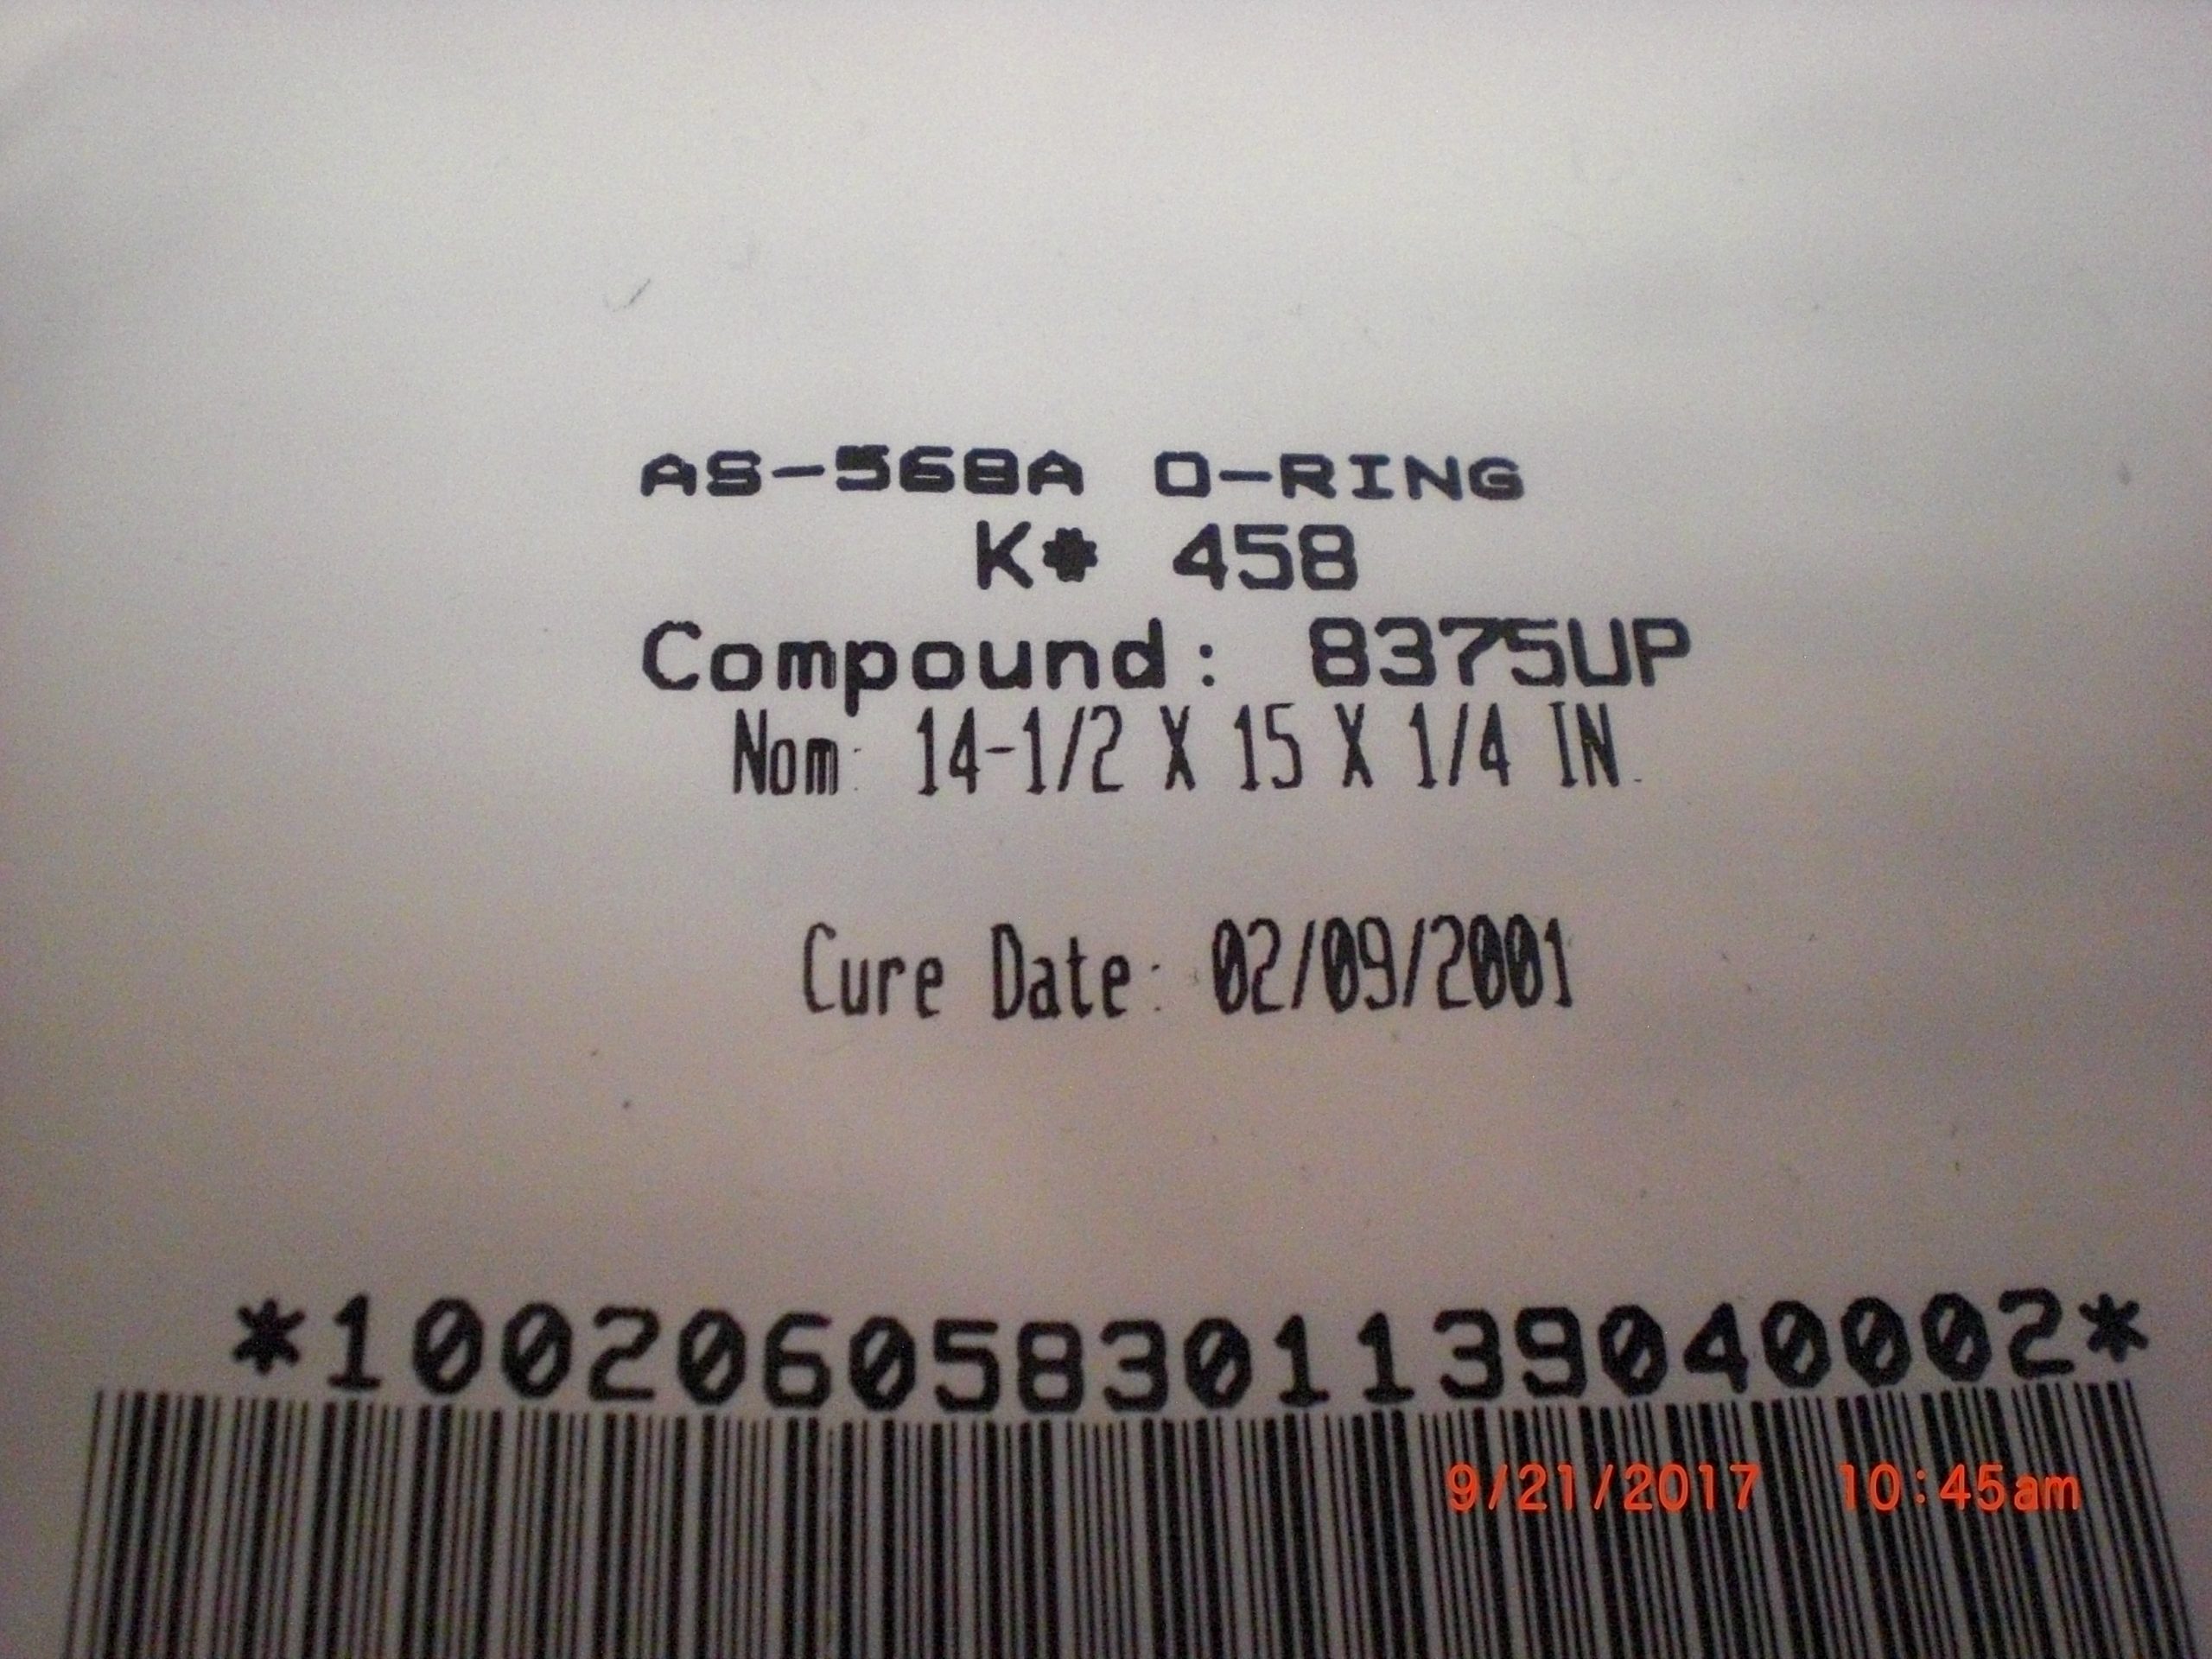 AS-568A O-RING
K# 458
Compound: 8375UP
Nom: 14-1/2 X 15 X 1/4 IN.
Cure Date: 02/09/2001
*100206058301139040002*
9/21/2017 10:45am